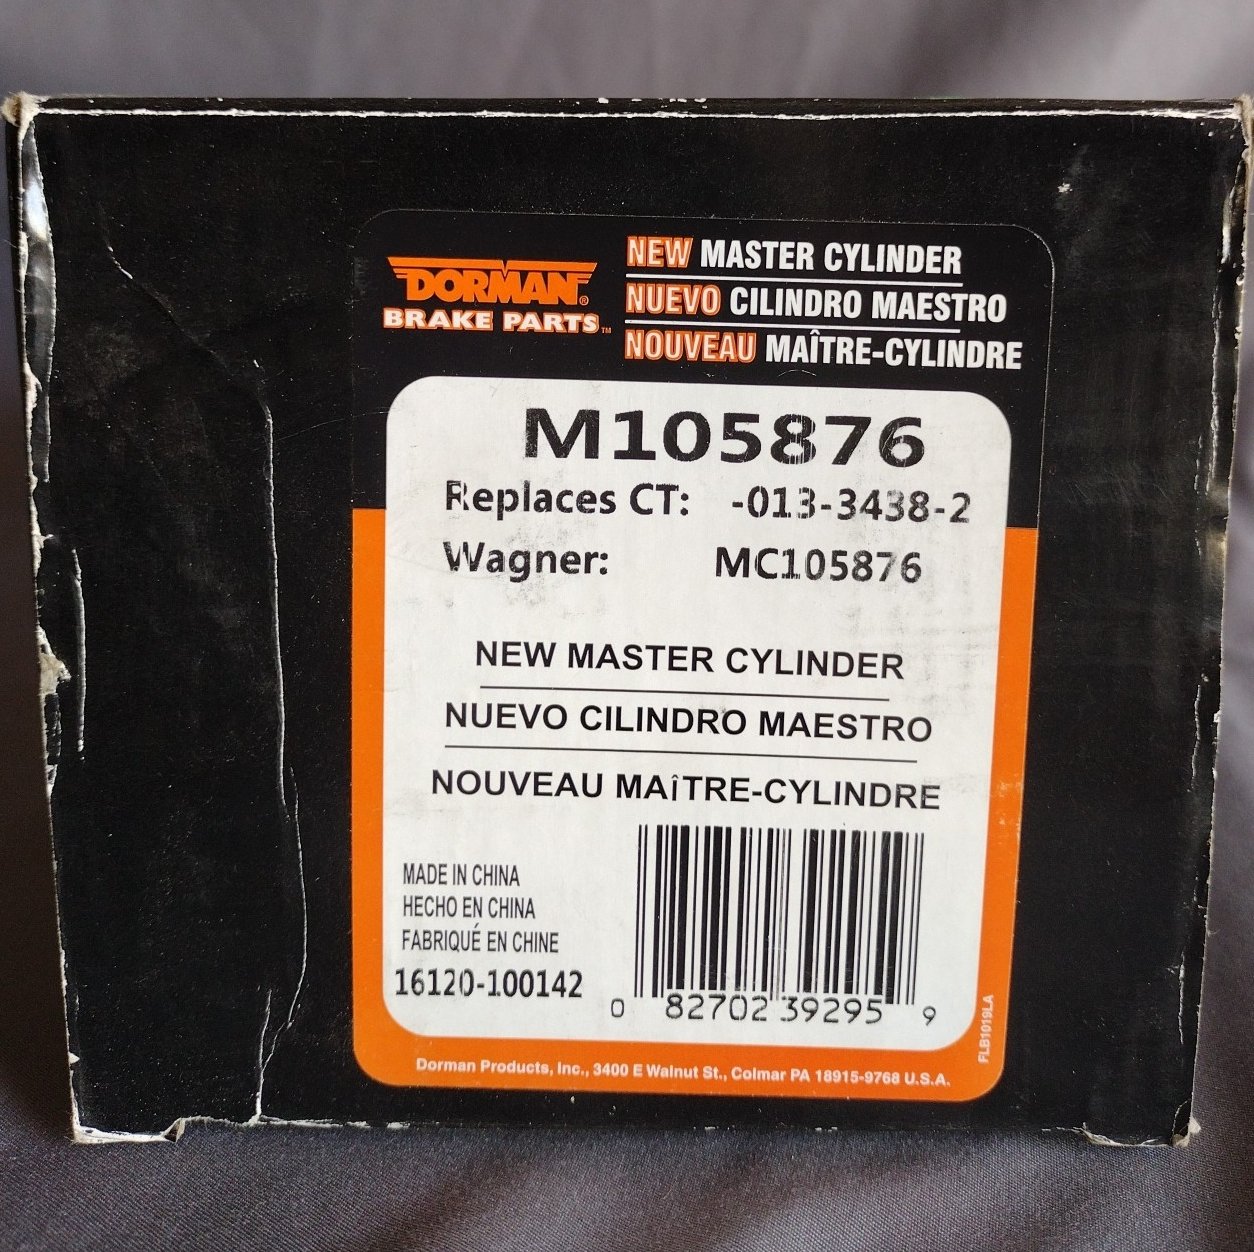 DORMAN®
BRAKE PARTS™
NEW MASTER CYLINDER
NUEVO CILINDRO MAESTRO
NOUVEAU MAÎTRE-CYLINDRE
M105876
Replaces CT: -013-3438-2
Wagner: MC105876
NEW MASTER CYLINDER
NUEVO CILINDRO MAESTRO
NOUVEAU MAîTRE-CYLINDRE
MADE IN CHINA
HECHO EN CHINA
FABRIQUÉ EN CHINE
16120-100142
0 82702 39295 9
FLB1019LA
Dorman Products, Inc., 3400 E Walnut St., Colmar PA 18915-9768 U.S.A.